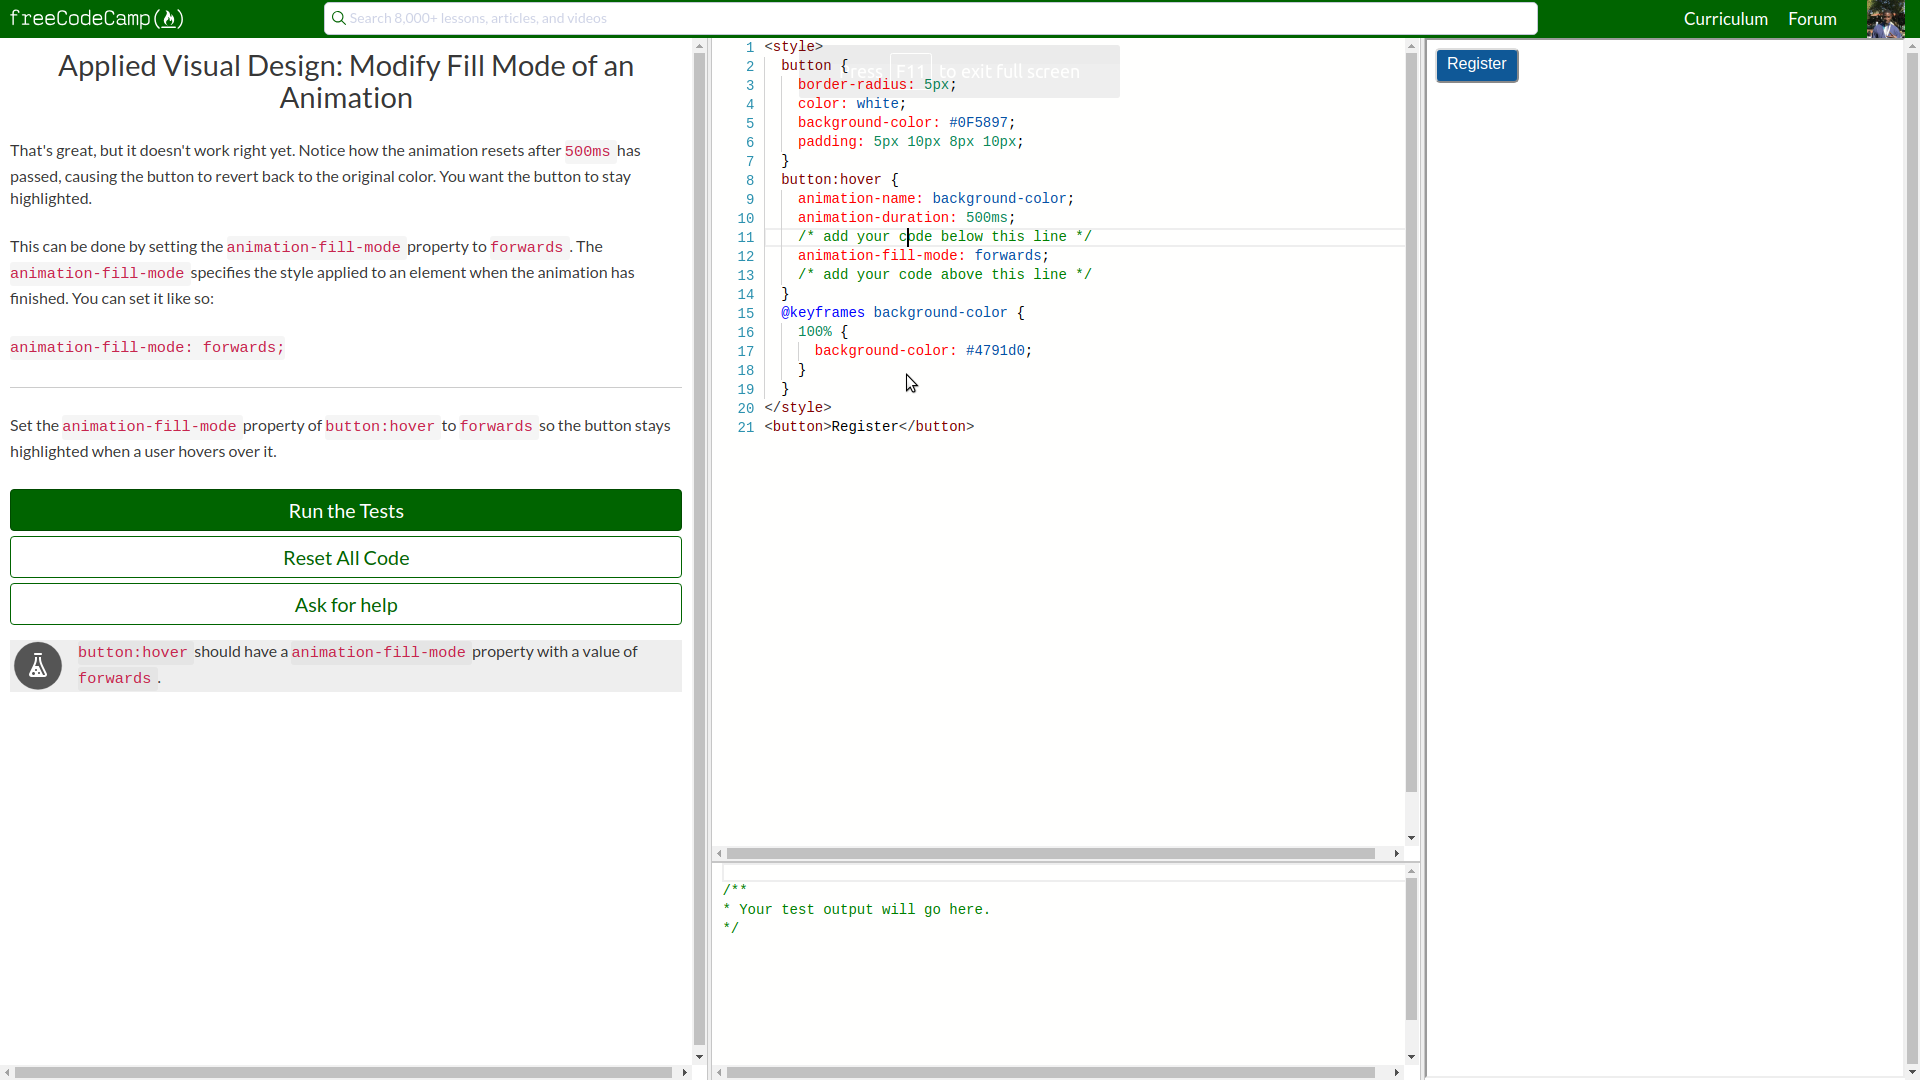 freeCodeCamp
Search 8,000+ lessons, articles, and videos
Curriculum
Forum
Applied Visual Design: Modify Fill Mode of an
Animation
That's great, but it doesn't work right yet. Notice how the animation resets after 500ms has
passed, causing the button to revert back to the original color. You want the button to stay
highlighted.
This can be done by setting the animation-fill-mode property to forwards . The
animation-fill-mode specifies the style applied to an element when the animation has
finished. You can set it like so:
animation-fill-mode: forwards;
Set the animation-fill-mode property of button:hover to forwards so the button stays
highlighted when a user hovers over it.
Run the Tests
Reset All Code
Ask for help
button:hover should have a animation-fill-mode property with a value of
forwards .
1 <style>
2 button {
3 border-radius: 5px;
4 color: white;
5 background-color: #0F5897;
6 padding: 5px 10px 8px 10px;
7 }
8 button:hover {
9 animation-name: background-color;
10 animation-duration: 500ms;
11 /* add your code below this line */
12 animation-fill-mode: forwards;
13 /* add your code above this line */
14 }
15 @keyframes background-color {
16 100% {
17 background-color: #4791d0;
18 }
19 }
20 </style>
21 <button>Register</button>
Press F11 to exit full screen
/**
* Your test output will go here.
*/
Register